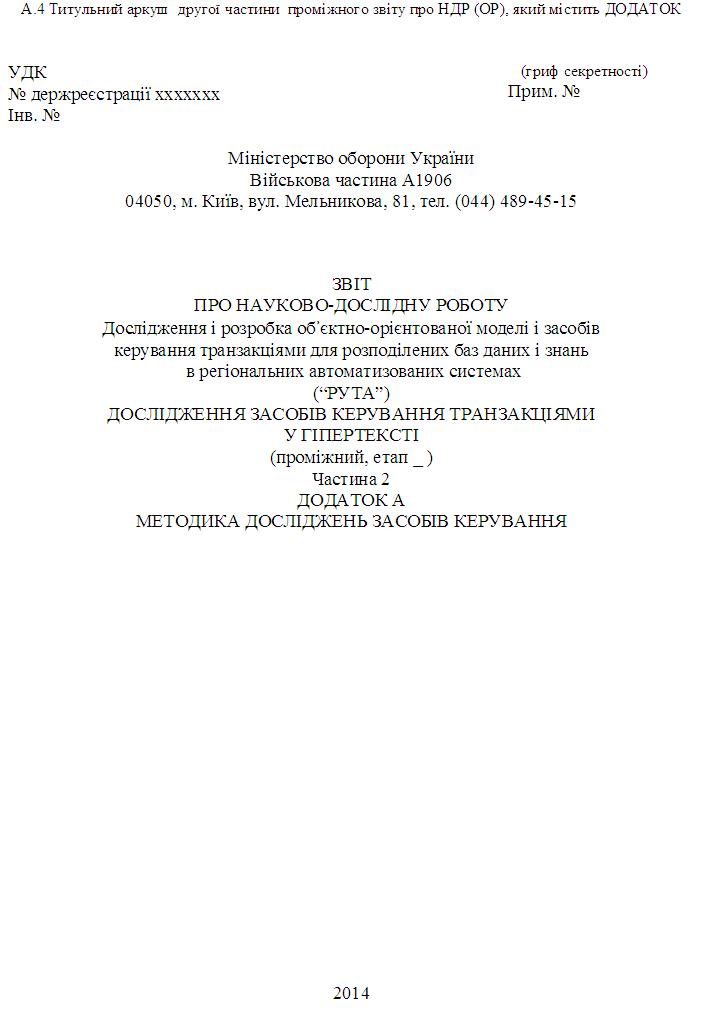 А.4 Титульний аркуш другої частини проміжного звіту про НДР (ОР), який містить ДОДАТОК
УДК
(гриф секретності)
№ держреєстрації ххххххх
Прим. №
Інв. №
Міністерство оборони України
Військова частина А1906
04050, м. Київ, вул. Мельникова, 81, тел. (044) 489-45-15
ЗВІТ
ПРО НАУКОВО-ДОСЛІДНУ РОБОТУ
Дослідження і розробка об’єктно-орієнтованої моделі і засобів
керування транзакціями для розподілених баз даних і знань
в регіональних автоматизованих системах
(“РУТА”)
ДОСЛІДЖЕННЯ ЗАСОБІВ КЕРУВАННЯ ТРАНЗАКЦІЯМИ
У ГІПЕРТЕКСТІ
(проміжний, етап _ )
Частина 2
ДОДАТОК А
МЕТОДИКА ДОСЛІДЖЕНЬ ЗАСОБІВ КЕРУВАННЯ
2014